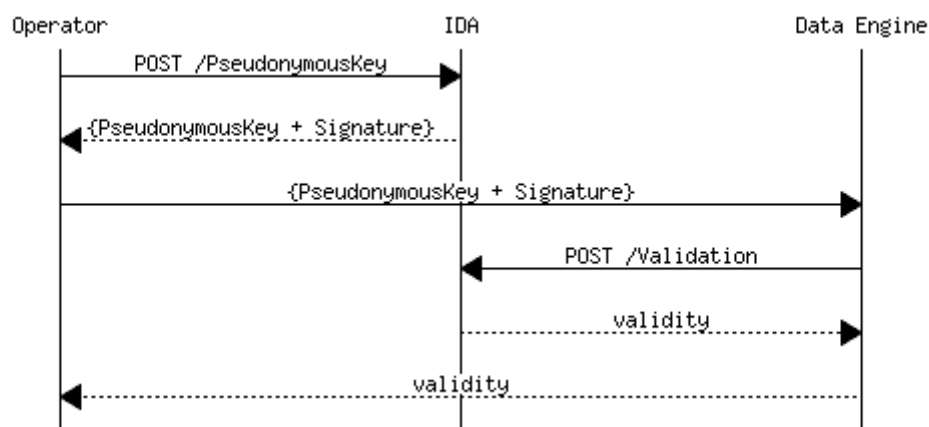 Operator IDA Data Engine
POST /PseudonymousKey
{PseudonymousKey + Signature}
{PseudonymousKey + Signature}
POST /Validation
validity
validity